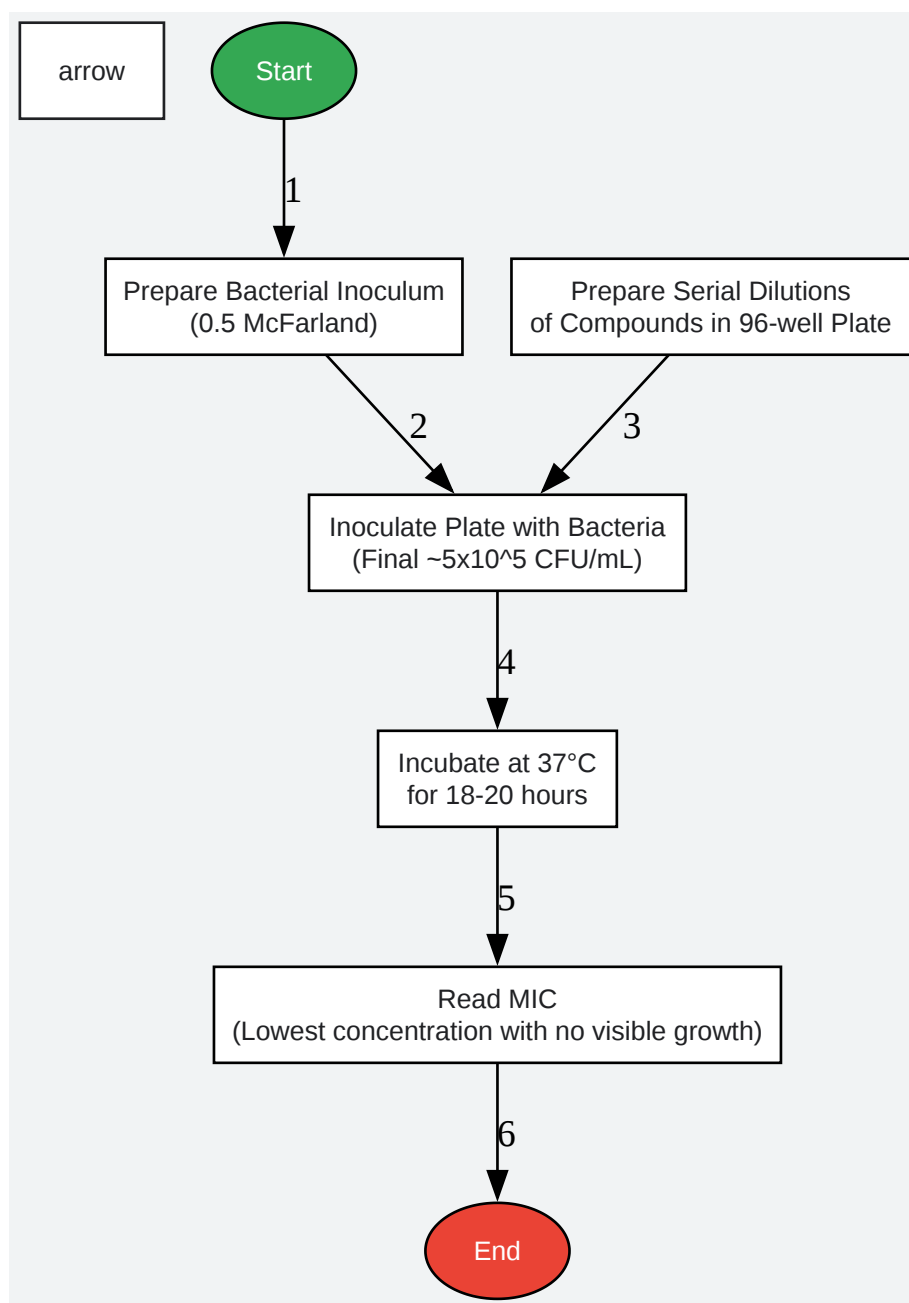 arrow
Start
1
Prepare Bacterial Inoculum
(0.5 McFarland)
Prepare Serial Dilutions
of Compounds in 96-well Plate
2
3
Inoculate Plate with Bacteria
(Final ~5x10^5 CFU/mL)
4
Incubate at 37°C
for 18-20 hours
5
Read MIC
(Lowest concentration with no visible growth)
6
End